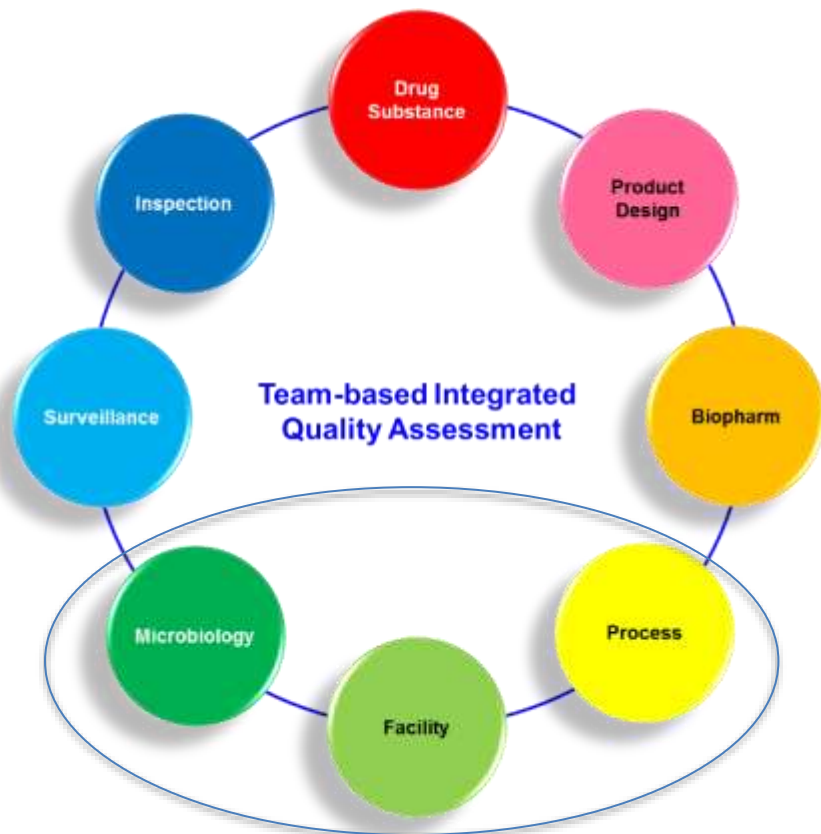 Drug
Substance
Product
Design
Inspection
Team-based Integrated
Quality Assessment
Surveillance
Biopharm
Microbiology
Process
Facility